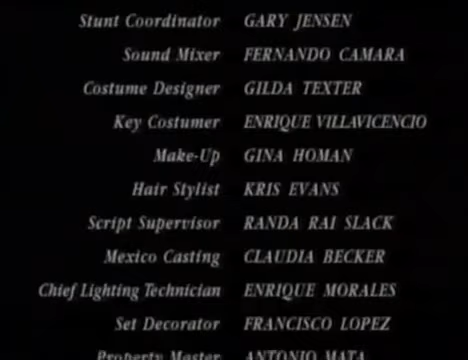 Stunt Coordinator GARY JENSEN
Sound Mixer FERNANDO CAMARA
Costume Designer GILDA TEXTER
Key Costumer ENRIQUE VILLAVICENCIO
Make-Up GINA HOMAN
Hair Stylist KRIS EVANS
Script Supervisor RANDA RAI SLACK
Mexico Casting CLAUDIA BECKER
Chief Lighting Technician ENRIQUE MORALES
Set Decorator FRANCISCO LOPEZ
Property Master ANTONIO MATA